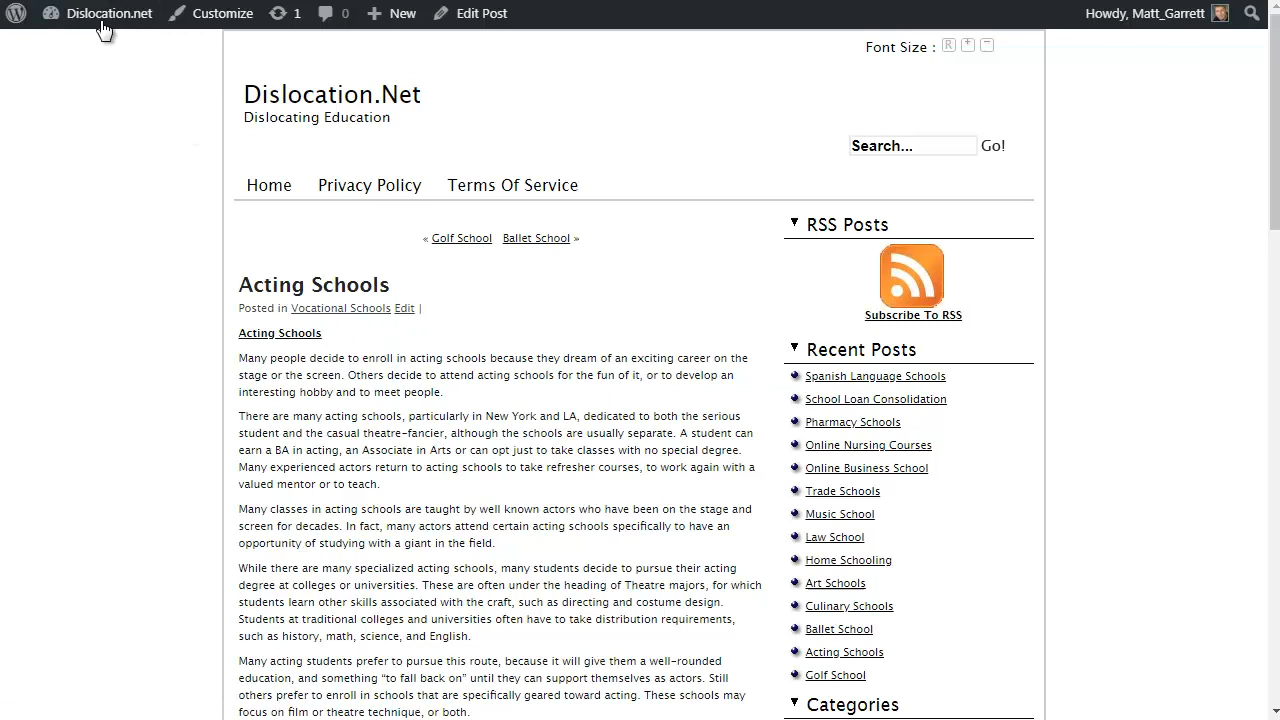 Dislocation.net Customize 1 0 New Edit Post Howdy, Matt_Garrett
Font Size : R + −
Dislocation.Net
Dislocating Education
Search... Go!
Home Privacy Policy Terms Of Service
« Golf School Ballet School »
Acting Schools
Posted in Vocational Schools Edit |
Acting Schools
Many people decide to enroll in acting schools because they dream of an exciting career on the
stage or the screen. Others decide to attend acting schools for the fun of it, or to develop an
interesting hobby and to meet people.
There are many acting schools, particularly in New York and LA, dedicated to both the serious
student and the casual theatre-fancier, although the schools are usually separate. A student can
earn a BA in acting, an Associate in Arts or can opt just to take classes with no special degree.
Many experienced actors return to acting schools to take refresher courses, to work again with a
valued mentor or to teach.
Many classes in acting schools are taught by well known actors who have been on the stage and
screen for decades. In fact, many actors attend certain acting schools specifically to have an
opportunity of studying with a giant in the field.
While there are many specialized acting schools, many students decide to pursue their acting
degree at colleges or universities. These are often under the heading of Theatre majors, for which
students learn other skills associated with the craft, such as directing and costume design.
Students at traditional colleges and universities often have to take distribution requirements,
such as history, math, science, and English.
Many acting students prefer to pursue this route, because it will give them a well-rounded
education, and something “to fall back on” until they can support themselves as actors. Still
others prefer to enroll in schools that are specifically geared toward acting. These schools may
focus on film or theatre technique, or both.
RSS Posts
Subscribe To RSS
Recent Posts
Spanish Language Schools
School Loan Consolidation
Pharmacy Schools
Online Nursing Courses
Online Business School
Trade Schools
Music School
Law School
Home Schooling
Art Schools
Culinary Schools
Ballet School
Acting Schools
Golf School
Categories